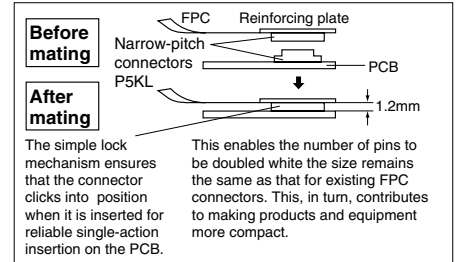 FPC
Reinforcing plate
Before
mating
Narrow-pitch
connectors
P5KL
PCB
After
mating
1.2mm
The simple lock
mechanism ensures
that the connector
clicks into position
when it is inserted for
reliable single-action
insertion on the PCB.
This enables the number of pins to
be doubled white the size remains
the same as that for existing FPC
connectors. This, in turn, contributes
to making products and equipment
more compact.